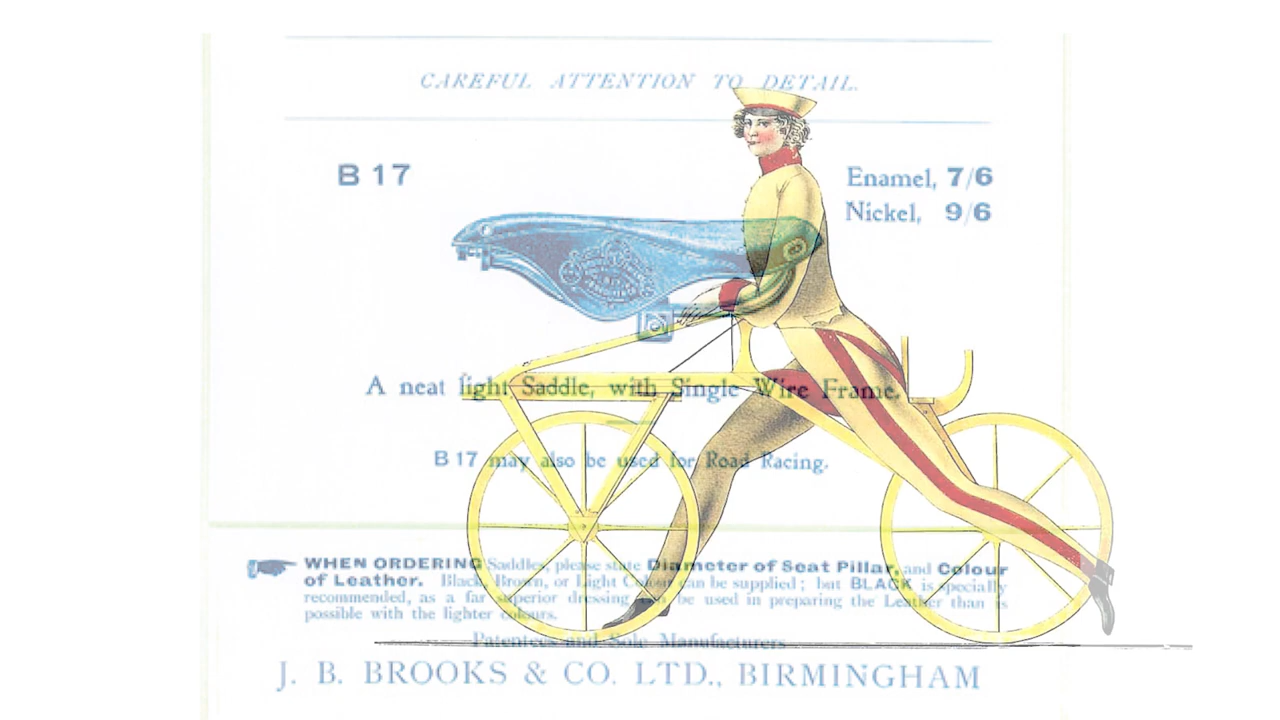 CAREFUL ATTENTION TO DETAIL.
B 17
Enamel, 7/6
Nickel, 9/6
A neat light Saddle, with Single Wire Frame.
B 17 may also be used for Road Racing.
WHEN ORDERING Saddles, please state Diameter of Seat Pillar, and Colour
of Leather. Black, Brown, or Light Colour can be supplied; but BLACK is specially
recommended, as a far superior dressing can be used in preparing the Leather than is
possible with the lighter colours.
Patentees and Sole Manufacturers
J. B. BROOKS & CO. LTD., BIRMINGHAM